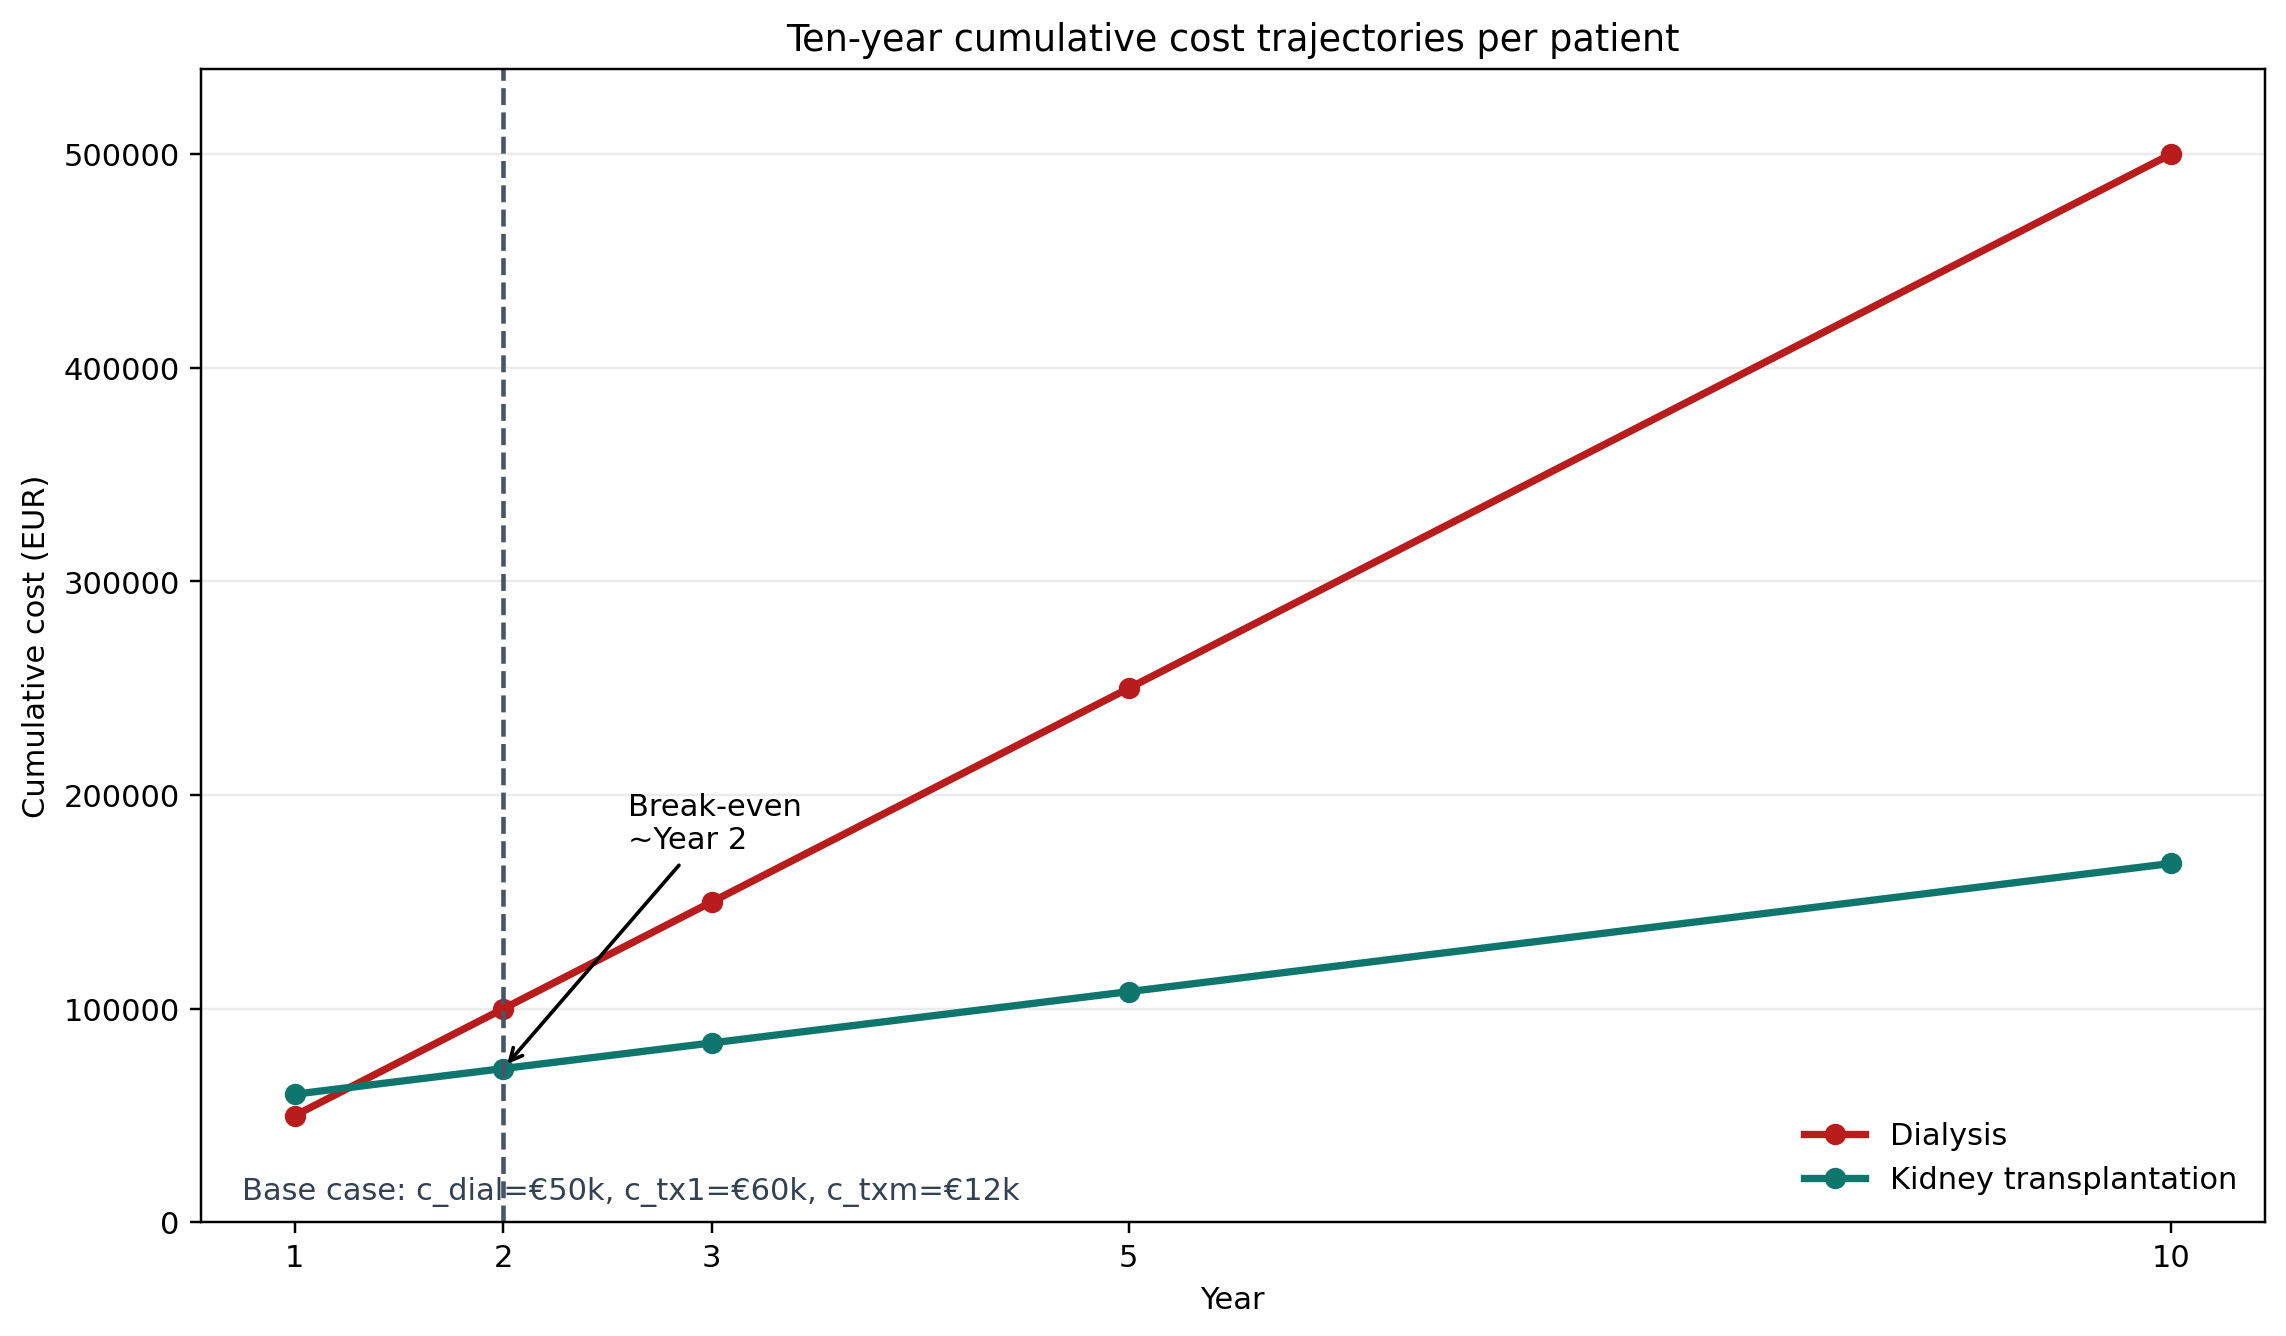 Ten-year cumulative cost trajectories per patient
Cumulative cost (EUR)
500000
400000
300000
200000
100000
0
Break-even
~Year 2
Base case: c_dial=€50k, c_tx1=€60k, c_txm=€12k
Dialysis
Kidney transplantation
1 2 3 5 10
Year